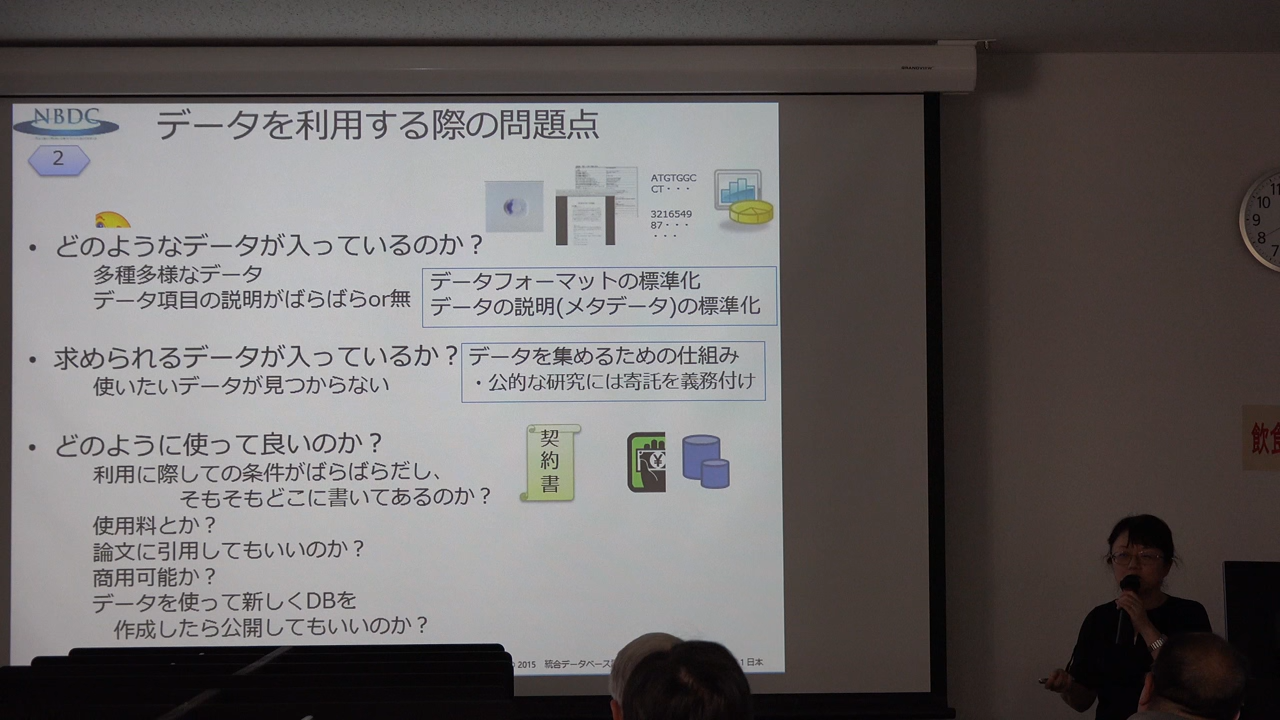 NBDC
データを利用する際の問題点
2
ATGTGGC
CT・・・
3216549
87・・・
・・・
・どのようなデータが入っているのか？
多種多様なデータ
データ項目の説明がばらばらor無
データフォーマットの標準化
データの説明(メタデータ)の標準化
・求められるデータが入っているか？
使いたいデータが見つからない
データを集めるための仕組み
・公的な研究には寄託を義務付け
・どのように使って良いのか？
利用に際しての条件がばらばらだし、
そもそもどこに書いてあるのか？
使用料とか？
論文に引用してもいいのか？
商用可能か？
データを使って新しくDBを
作成したら公開してもいいのか？
契
約
書
¥
2015 統合データベース
1 日本
10
9
8
7
飲食